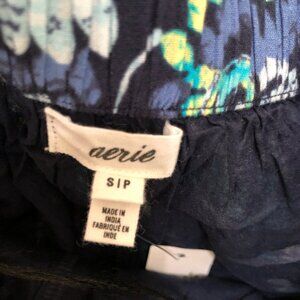 aerie
S|P
MADE IN
INDIA
FABRIQUÉ EN
INDE